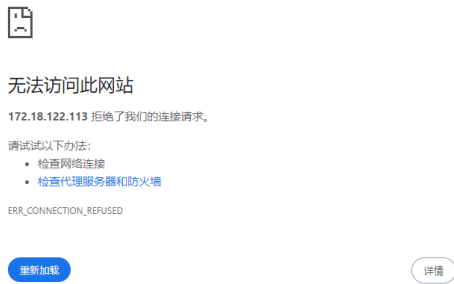 无法访问此网站
172.18.122.113 拒绝了我们的连接请求。
请试试以下办法：
• 检查网络连接
• 检查代理服务器和防火墙
ERR_CONNECTION_REFUSED
重新加载
详情